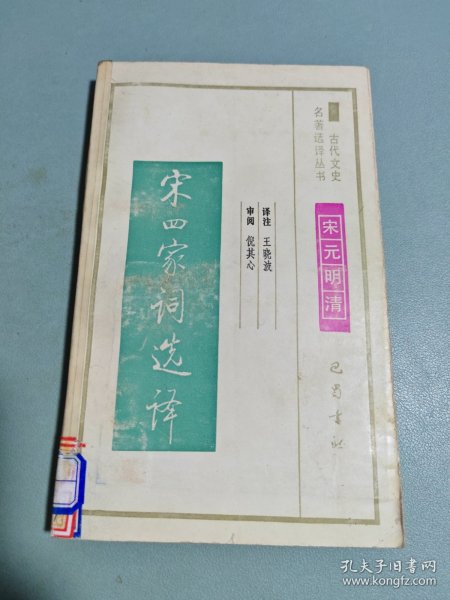 古代文史
名著选译丛书
宋元明清
巴蜀书社
译注 王晓波
审阅 倪其心
宋四家词选译
孔夫子旧书网
www.kongfz.com